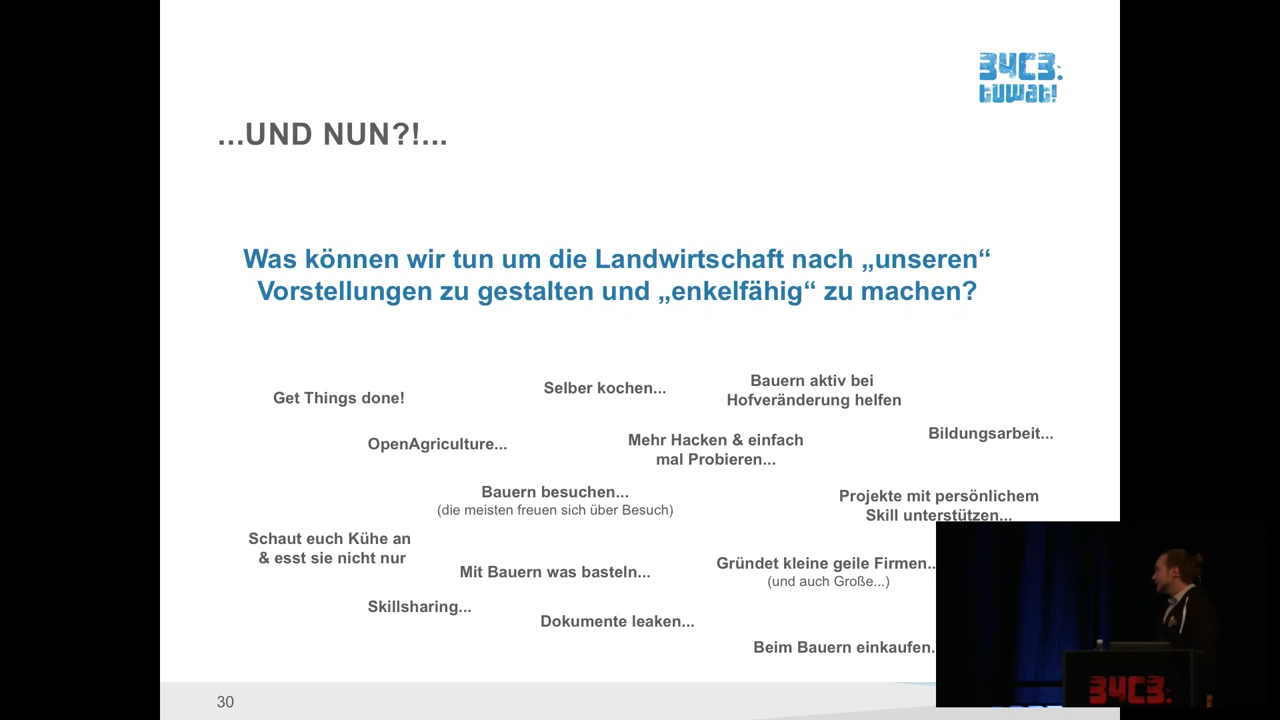 34C3.
tuwat!
...UND NUN?!...
Was können wir tun um die Landwirtschaft nach „unseren“
Vorstellungen zu gestalten und „enkelfähig“ zu machen?
Get Things done!
Selber kochen...
Bauern aktiv bei
Hofveränderung helfen
OpenAgriculture...
Mehr Hacken & einfach
mal Probieren...
Bildungsarbeit...
Bauern besuchen...
(die meisten freuen sich über Besuch)
Projekte mit persönlichem
Skill unterstützen...
Schaut euch Kühe an
& esst sie nicht nur
Mit Bauern was basteln...
Gründet kleine geile Firmen..
(und auch Große...)
Skillsharing...
Dokumente leaken...
Beim Bauern einkaufen.
30
34C3.